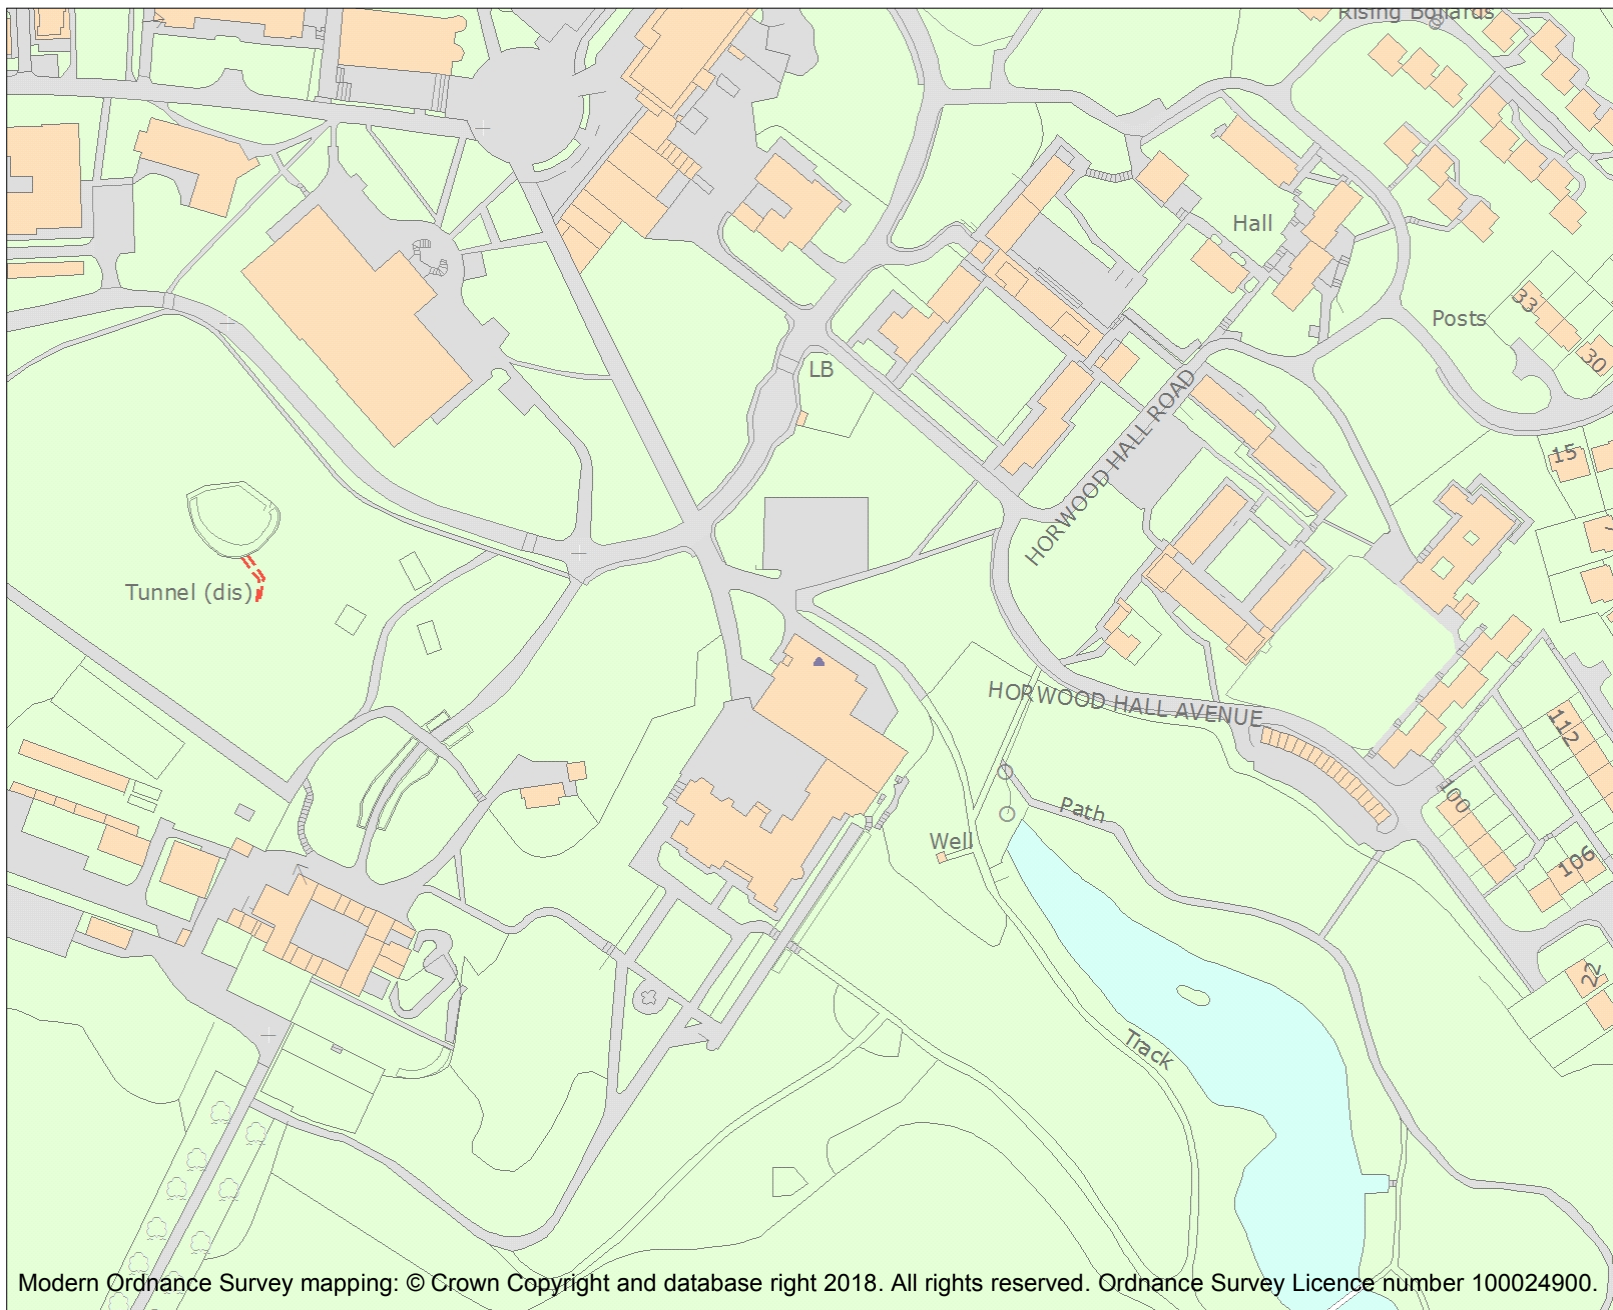 Rising Bollards
Hall
33
Posts
30
LB
HORWOOD HALL ROAD
15
Tunnel (dis)
HORWOOD HALL AVENUE
112
100
Path
Well
106
22
Track
Modern Ordnance Survey mapping: © Crown Copyright and database right 2018. All rights reserved. Ordnance Survey Licence number 100024900.